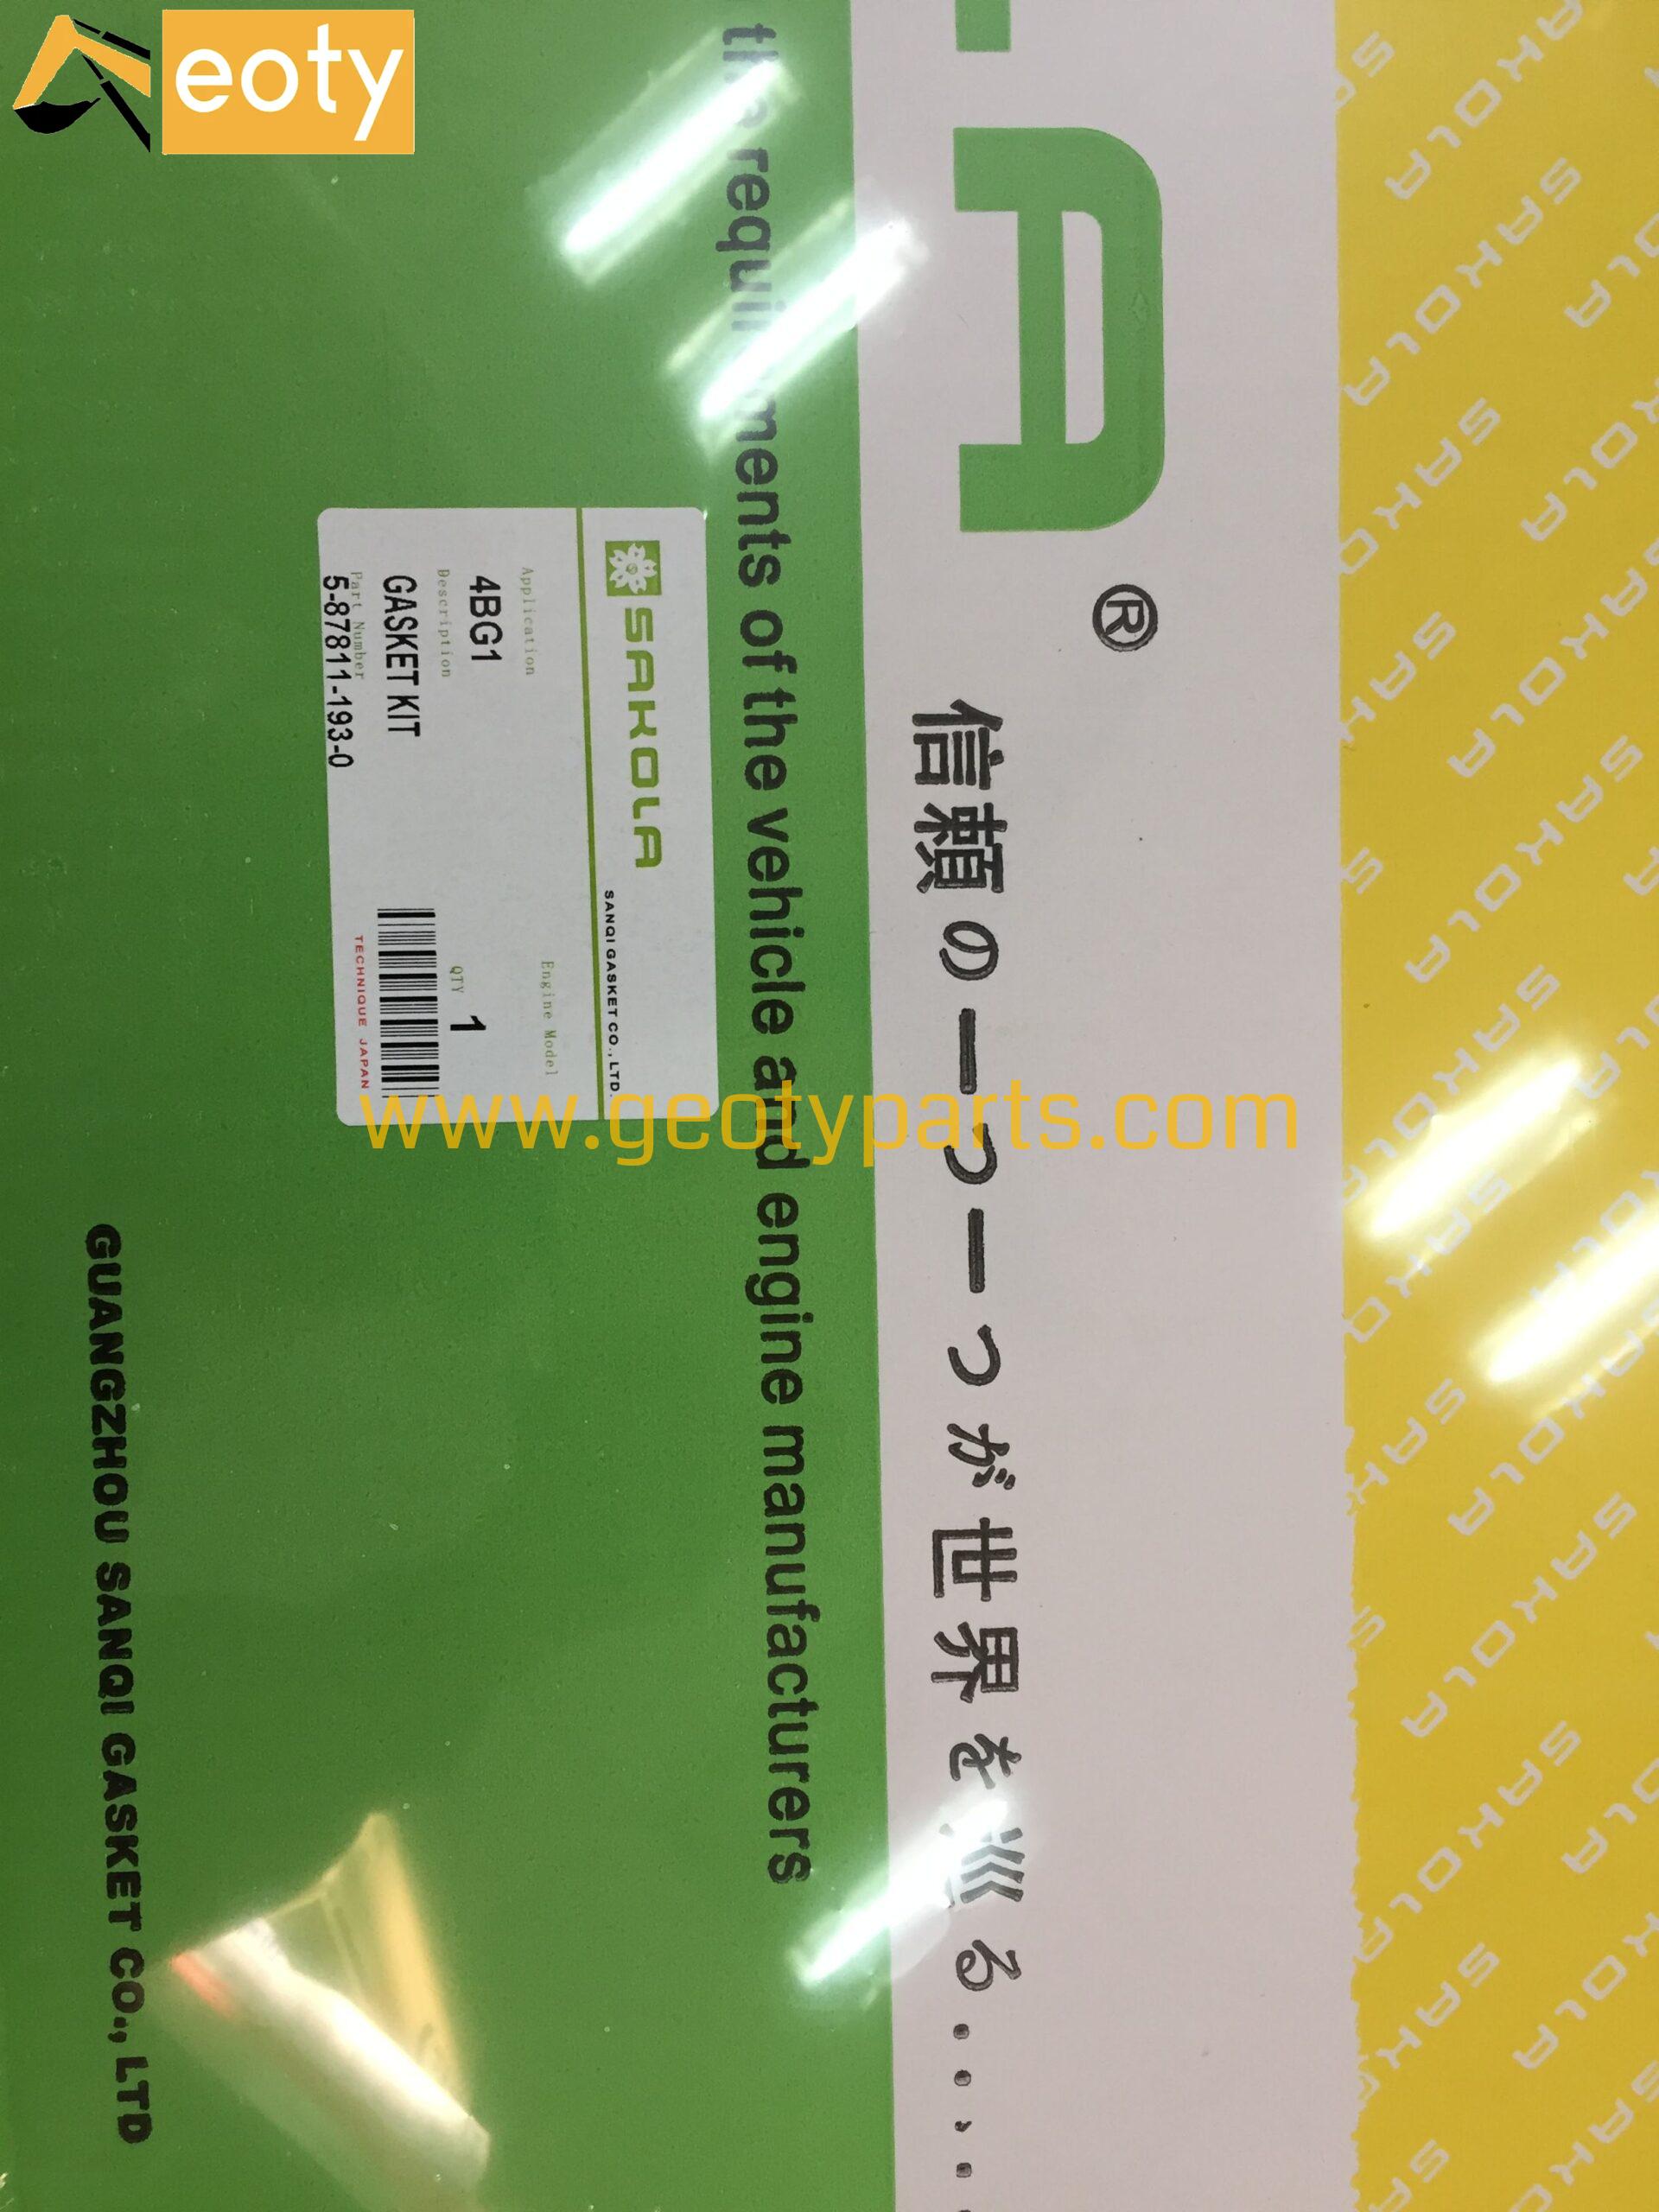 eoty
A®
信頼の一つ一つが世界を巡る.....
requirements of the vehicle and engine manufacturers
SAKOLA
SANQI GASKET CO.,LTD.
Application
Engine Model
4BG1
Description
QTY 1
GASKET KIT
Part Number
5-87811-193-0
TECHNIQUE JAPAN
www.geotyparts.com
GUANGZHOU SANQI GASKET CO., LTD
SAKOLA SAKOLA SAKOLA